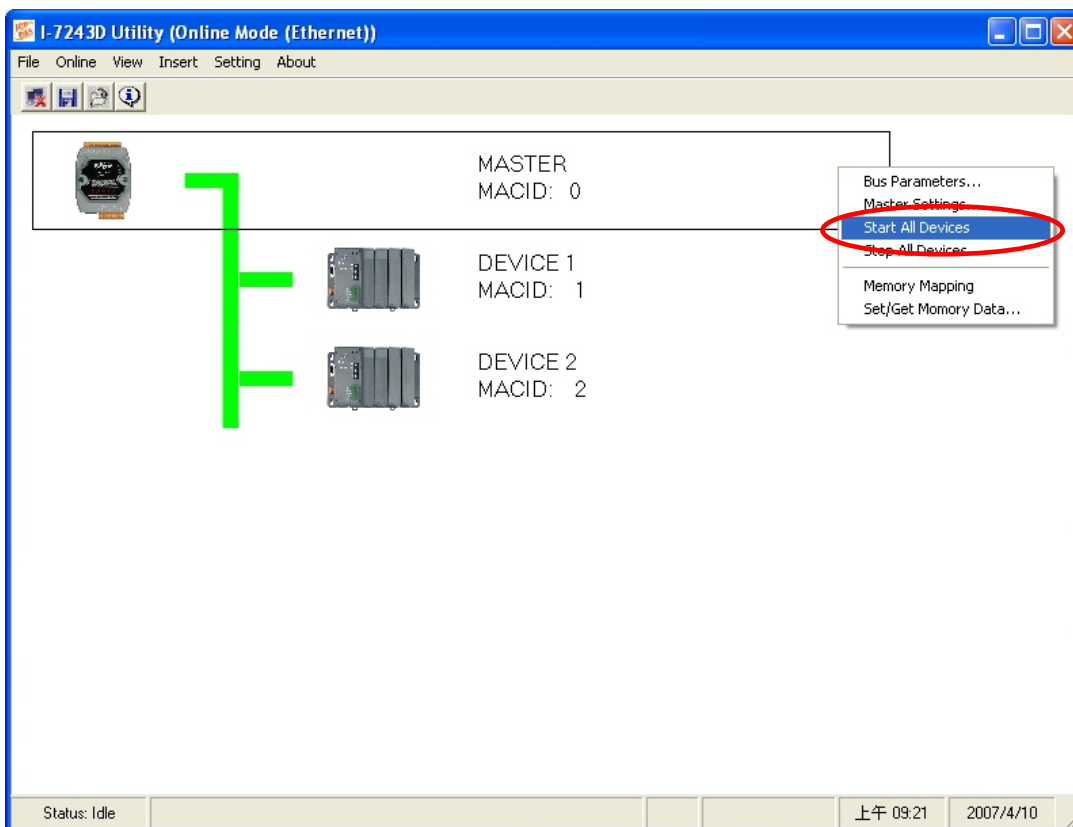 I-7243D Utility (Online Mode (Ethernet))
File Online View Insert Setting About
MASTER
MACID: 0
DEVICE 1
MACID: 1
DEVICE 2
MACID: 2
Bus Parameters...
Master Settings...
Start All Devices
Stop All Devices
Memory Mapping
Set/Get Momory Data...
Status: Idle
上午 09:21
2007/4/10